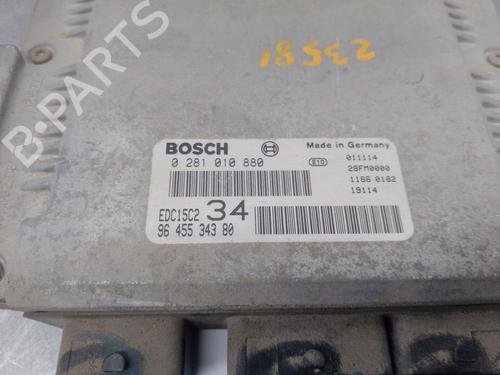 23581
B-PARTS
BOSCH
Made in Germany
0 281 010 880
E10
011114
28FM0000
1166 0182
19114
EDC15C2 34
96 455 343 80